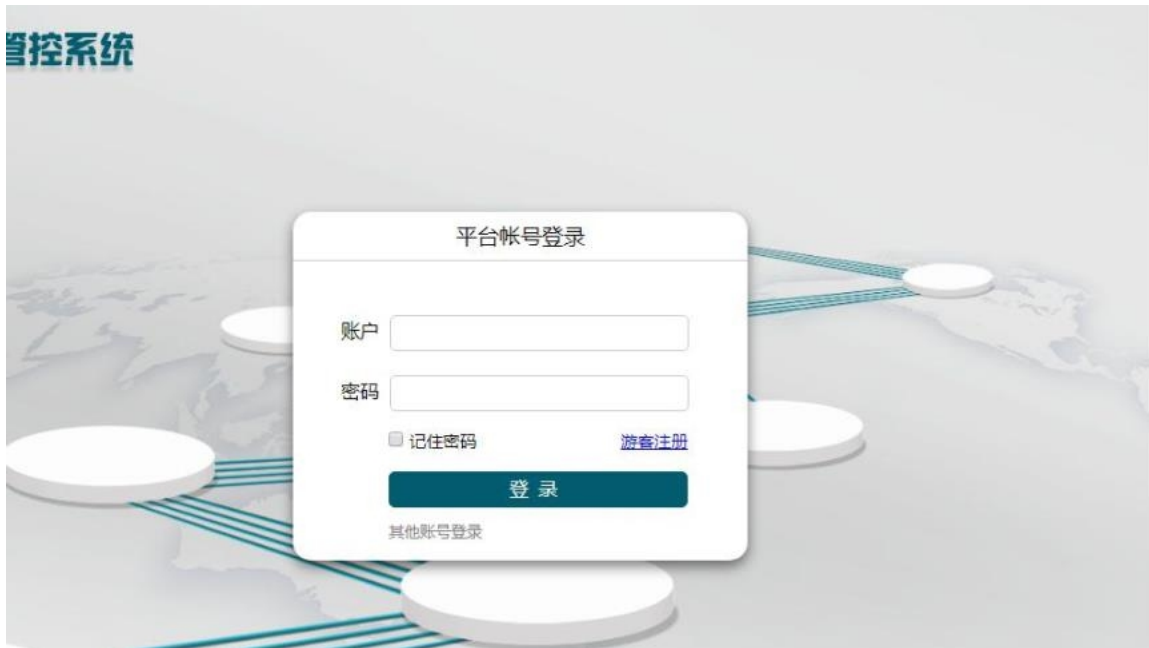 管控系统
平台帐号登录
账户
密码
记住密码 游客注册
登 录
其他账号登录